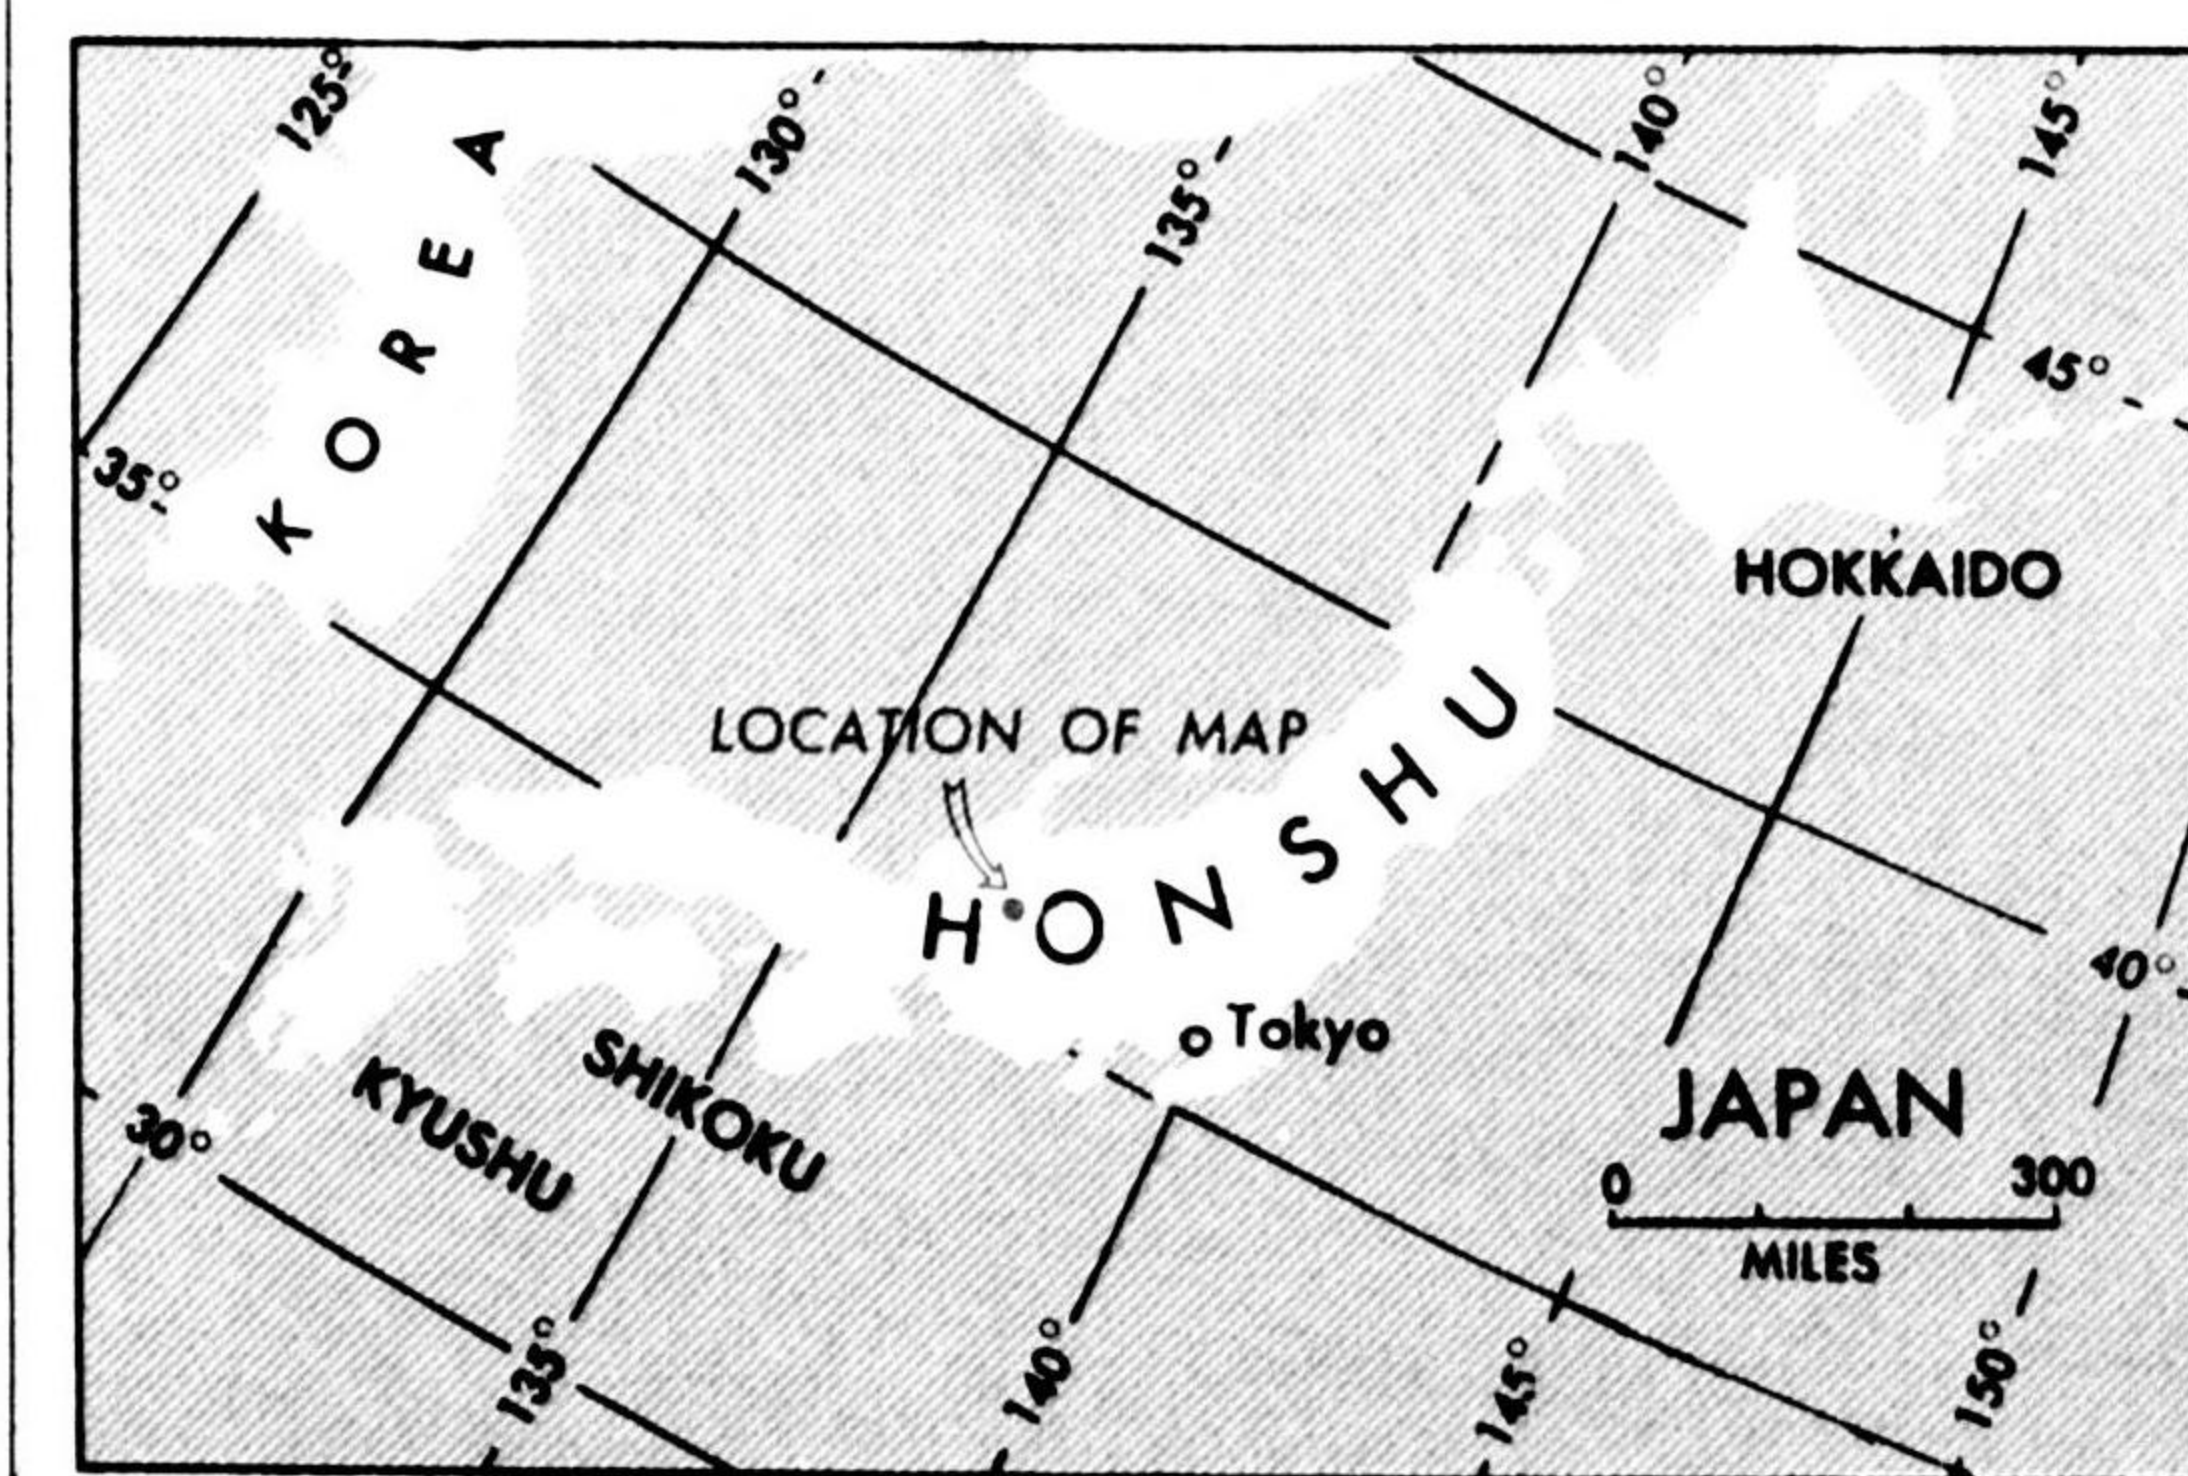 125°
130°
135°
140°
145°
KOREA
35°
45°
HOKKAIDO
LOCATION OF MAP
HONSHU
40°
Tokyo
SHIKOKU
KYUSHU
30°
JAPAN
0 300
MILES
135°
140°
145°
150°